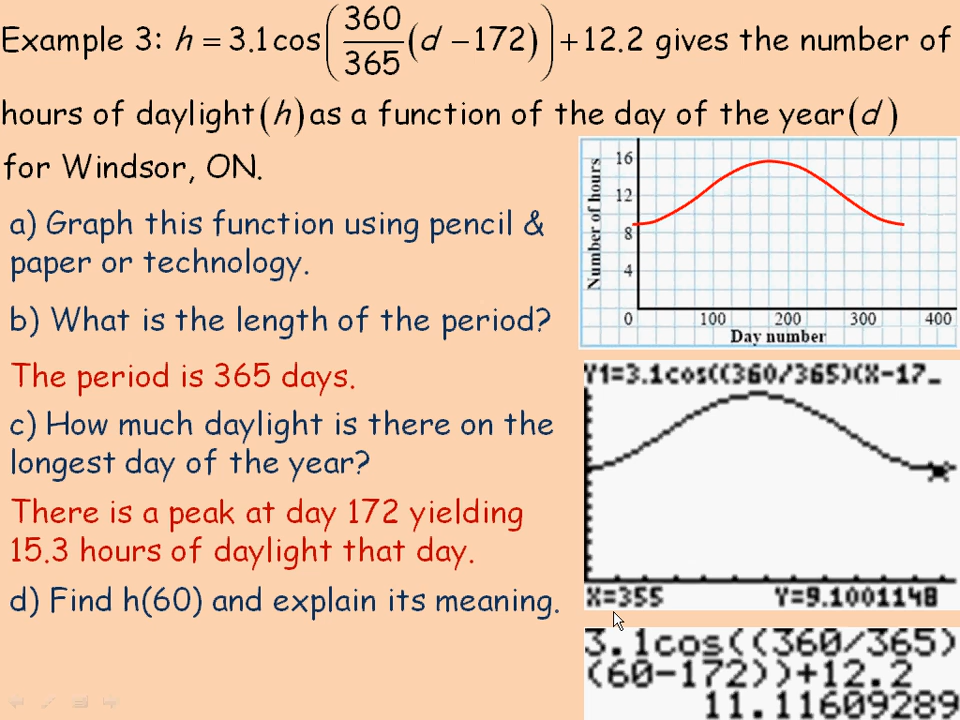 Example 3: h = 3.1cos(360/365 (d − 172)) + 12.2 gives the number of
hours of daylight (h) as a function of the day of the year (d)
for Windsor, ON.
a) Graph this function using pencil &
paper or technology.
b) What is the length of the period?
The period is 365 days.
c) How much daylight is there on the
longest day of the year?
There is a peak at day 172 yielding
15.3 hours of daylight that day.
d) Find h(60) and explain its meaning.
Number of hours
16
12
8
4
0 100 200 300 400
Day number
Y1=3.1cos((360/365)(X-17…
X=355 Y=9.1001148
3.1cos((360/365)
(60-172))+12.2
11.11609289